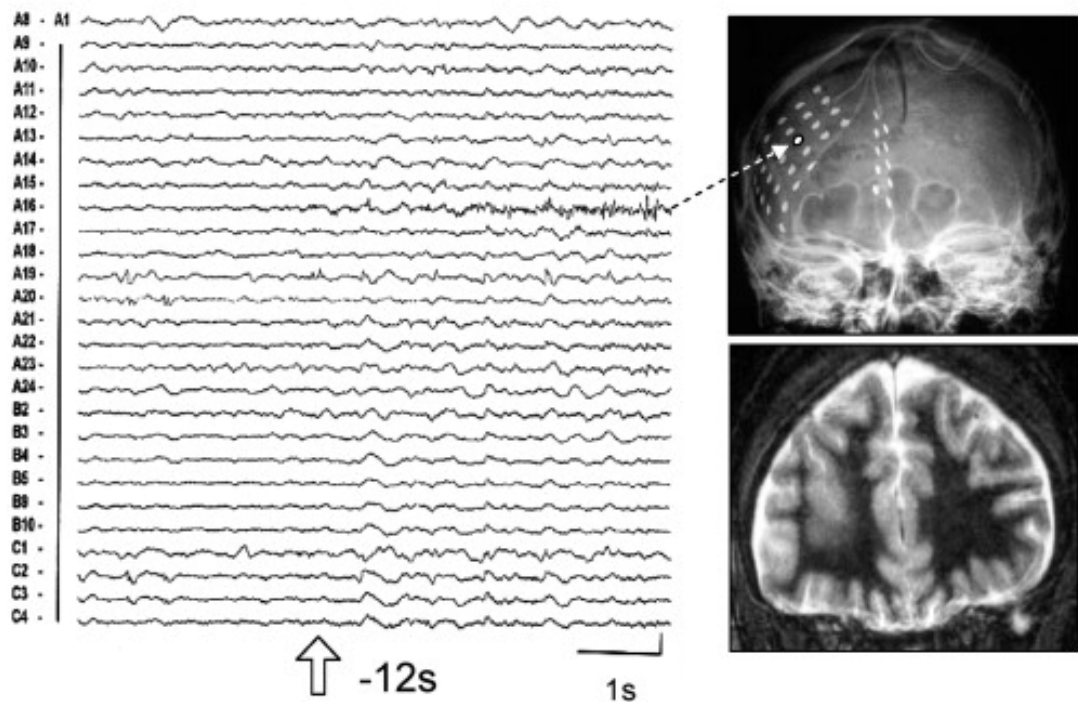 A8 - A1
A9 -
A10 -
A11 -
A12 -
A13 -
A14 -
A15 -
A16 -
A17 -
A18 -
A19 -
A20 -
A21 -
A22 -
A23 -
A24 -
B2 -
B3 -
B4 -
B5 -
B9 -
B10 -
C1 -
C2 -
C3 -
C4 -
-12s
1s